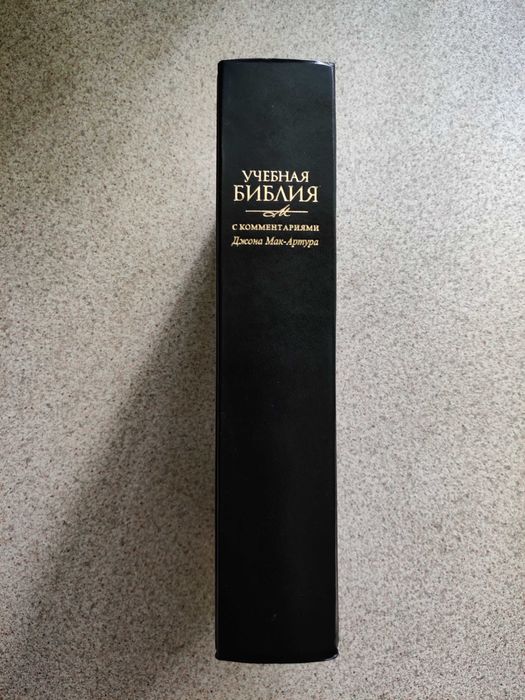 УЧЕБНАЯ
БИБЛИЯ
М
С КОММЕНТАРИЯМИ
Джона Мак-Артура